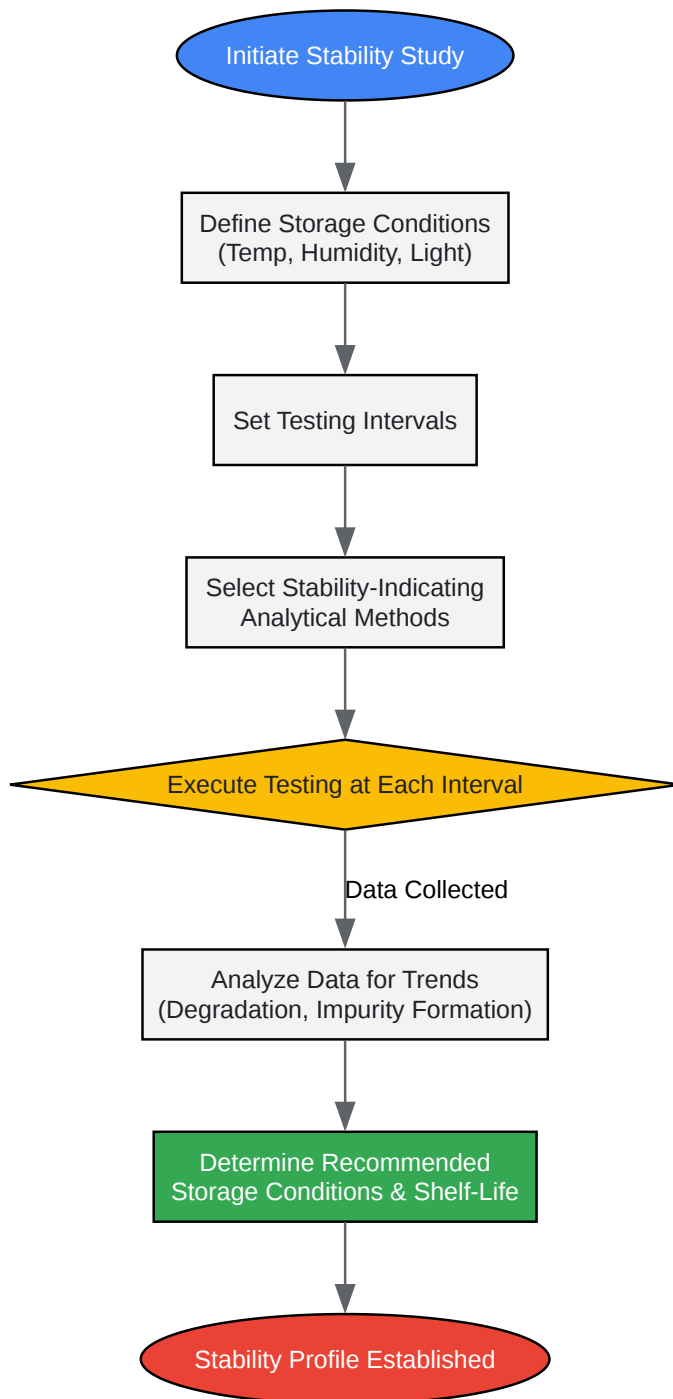 Initiate Stability Study
Define Storage Conditions
(Temp, Humidity, Light)
Set Testing Intervals
Select Stability-Indicating
Analytical Methods
Execute Testing at Each Interval
Data Collected
Analyze Data for Trends
(Degradation, Impurity Formation)
Determine Recommended
Storage Conditions & Shelf-Life
Stability Profile Established